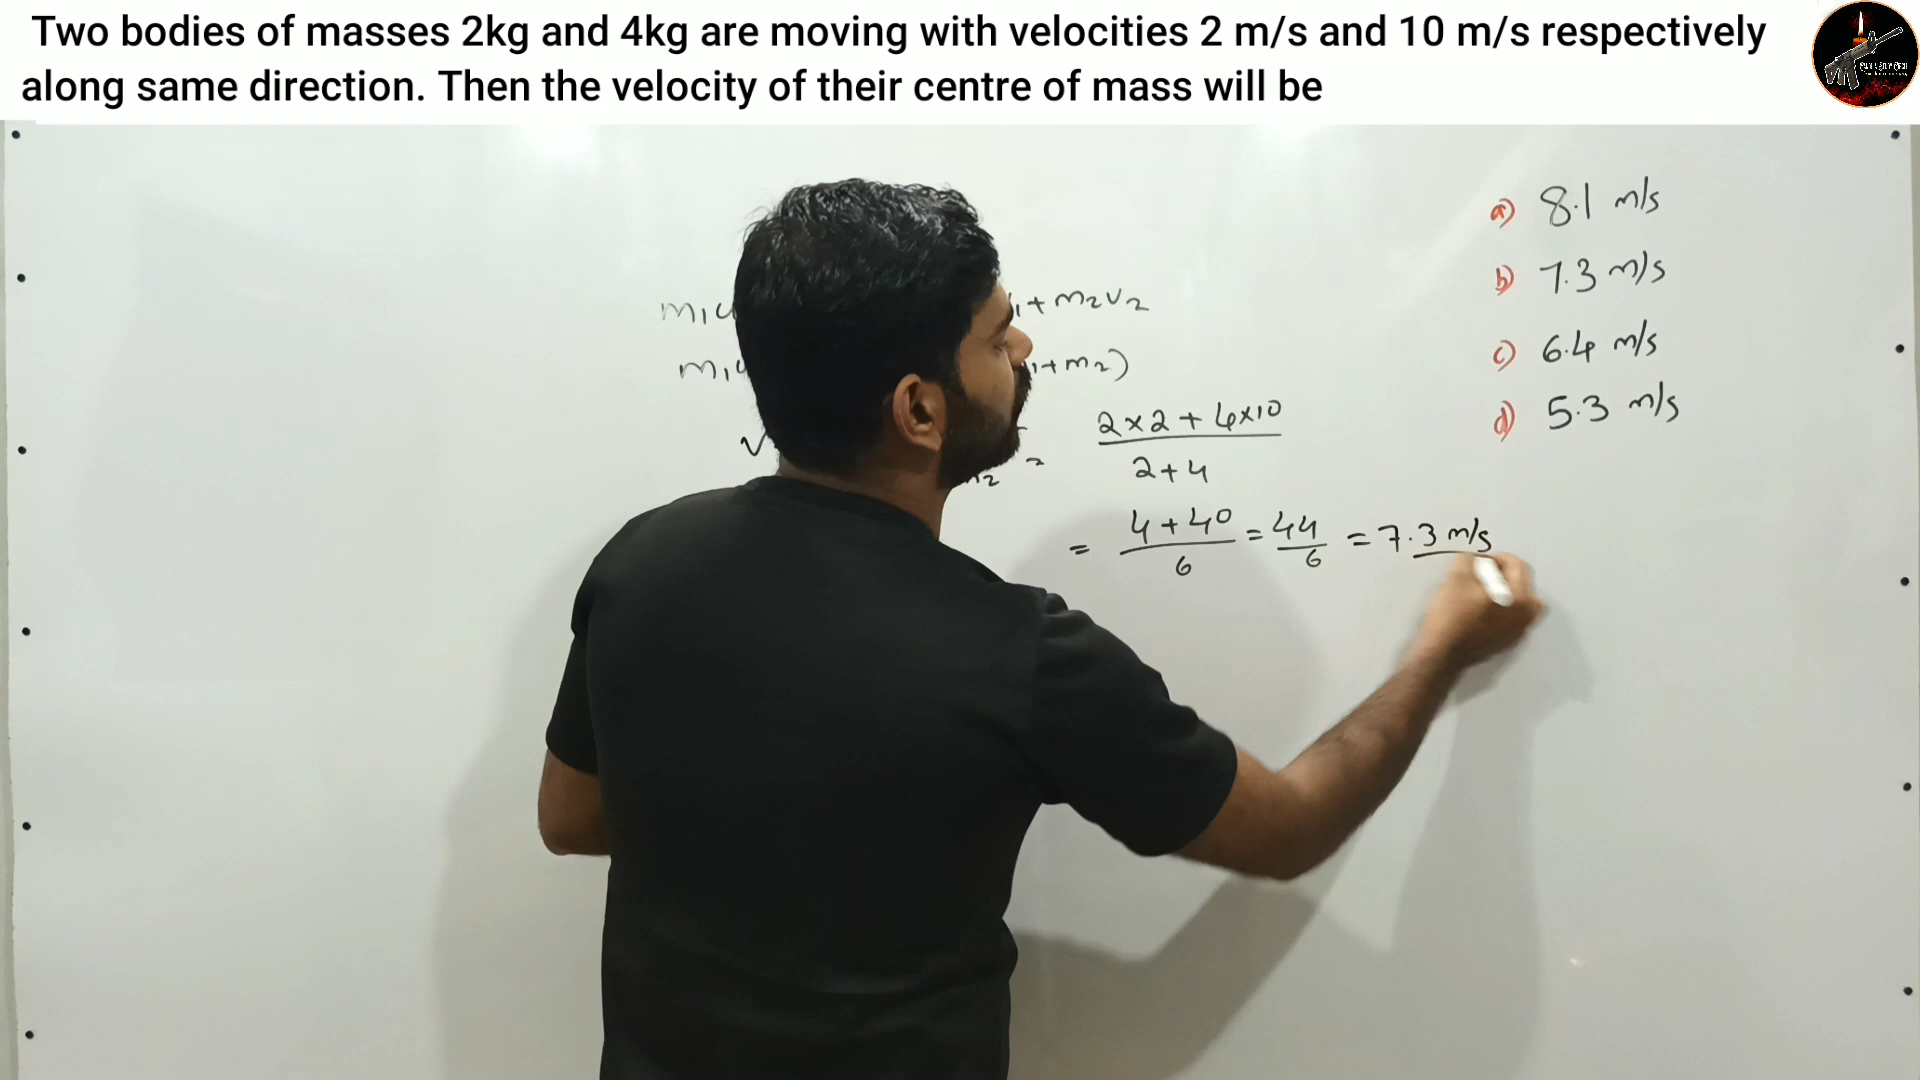 Two bodies of masses 2kg and 4kg are moving with velocities 2 m/s and 10 m/s respectively
along same direction. Then the velocity of their centre of mass will be
a) 8.1 m/s
b) 7.3 m/s
c) 6.4 m/s
d) 5.3 m/s
m₁u + m₂v₂
m₁u +m₂)
v = 2×2 + 4×10
2+4
= 4+40 = 44 = 7.3 m/s
6 6